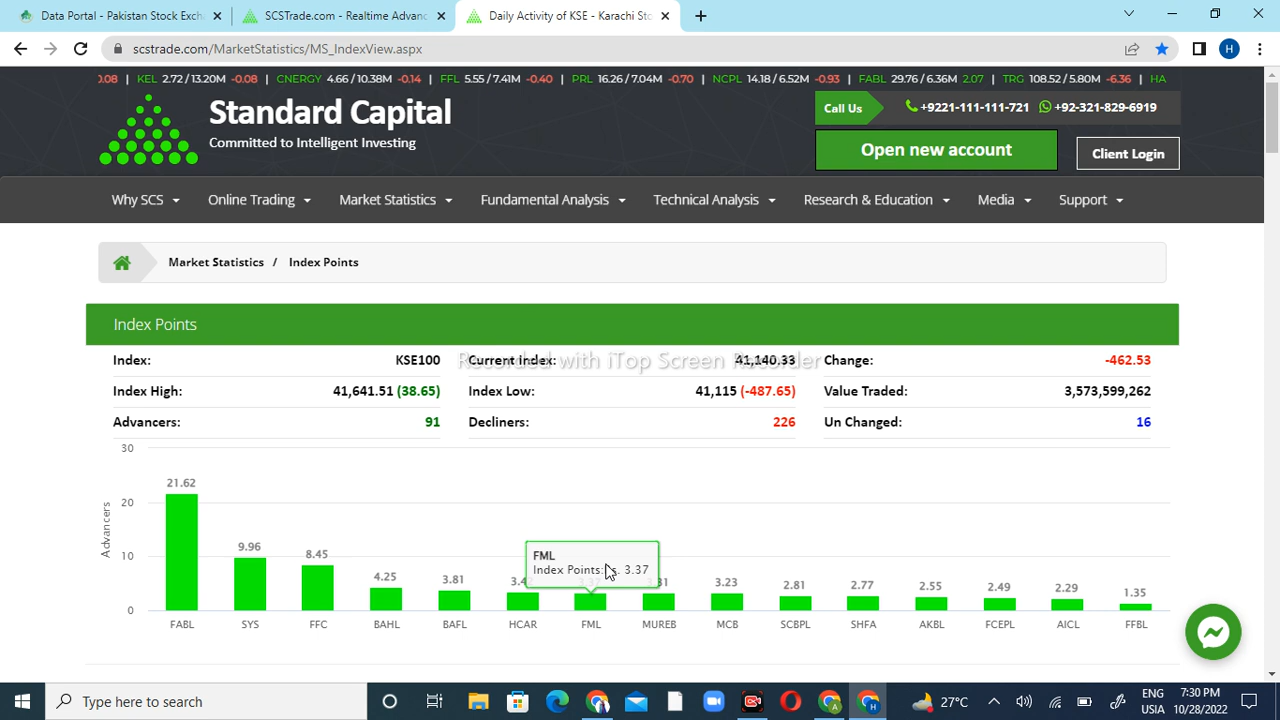 Data Portal - Pakistan Stock Exch
SCSTrade.com - Realtime Advanc
Daily Activity of KSE - Karachi Sto
scstrade.com/MarketStatistics/MS_IndexView.aspx
H
0.08 / KEL 2.72 / 13.20M -0.08 / CNERGY 4.66 / 10.38M -0.14 / FFL 5.55 / 7.41M -0.40 / PRL 16.26 / 7.04M -0.70 / NCPL 14.18 / 6.52M -0.93 / FABL 29.76 / 6.36M 2.07 / TRG 108.52 / 5.80M -6.36 / HA
Standard Capital
Committed to Intelligent Investing
Call Us +9221-111-111-721 +92-321-829-6919
Open new account
Client Login
Why SCS Online Trading Market Statistics Fundamental Analysis Technical Analysis Research & Education Media Support
Market Statistics / Index Points
Index Points
Index: KSE100 Current Index: 41,140.33 Change: -462.53
Recorded with iTop Screen Recorder
Index High: 41,641.51 (38.65) Index Low: 41,115 (-487.65) Value Traded: 3,573,599,262
Advancers: 91 Decliners: 226 Un Changed: 16
Advancers
30
20
10
0
21.62 9.96 8.45 4.25 3.81 3.23 2.81 2.77 2.55 2.49 2.29 1.35
FML
Index Points: 3.37
FABL SYS FFC BAHL BAFL HCAR FML MUREB MCB SCBPL SHFA AKBL FCEPL AICL FFBL
Type here to search
27°C
ENG
USIA
7:30 PM
10/28/2022